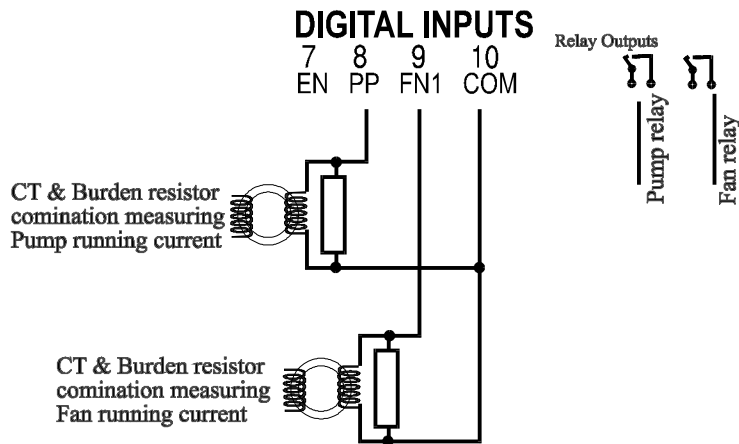 DIGITAL INPUTS
7 8 9 10
EN PP FN1 COM
Relay Outputs
Pump relay
Fan relay
CT & Burden resistor
comination measuring
Pump running current
CT & Burden resistor
comination measuring
Fan running current